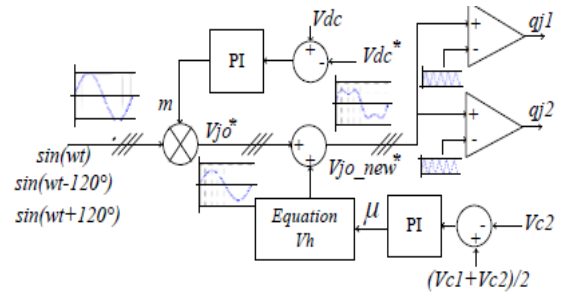 Vdc
qj1
+
-
PI
+
-
Vdc*
+
-
m
qj2
Vjo*
+
+
+
-
sin(wt)
Vjo_new*
sin(wt-120°)
sin(wt+120°)
Equation
Vh
μ
PI
-
+
Vc2
(Vc1+Vc2)/2